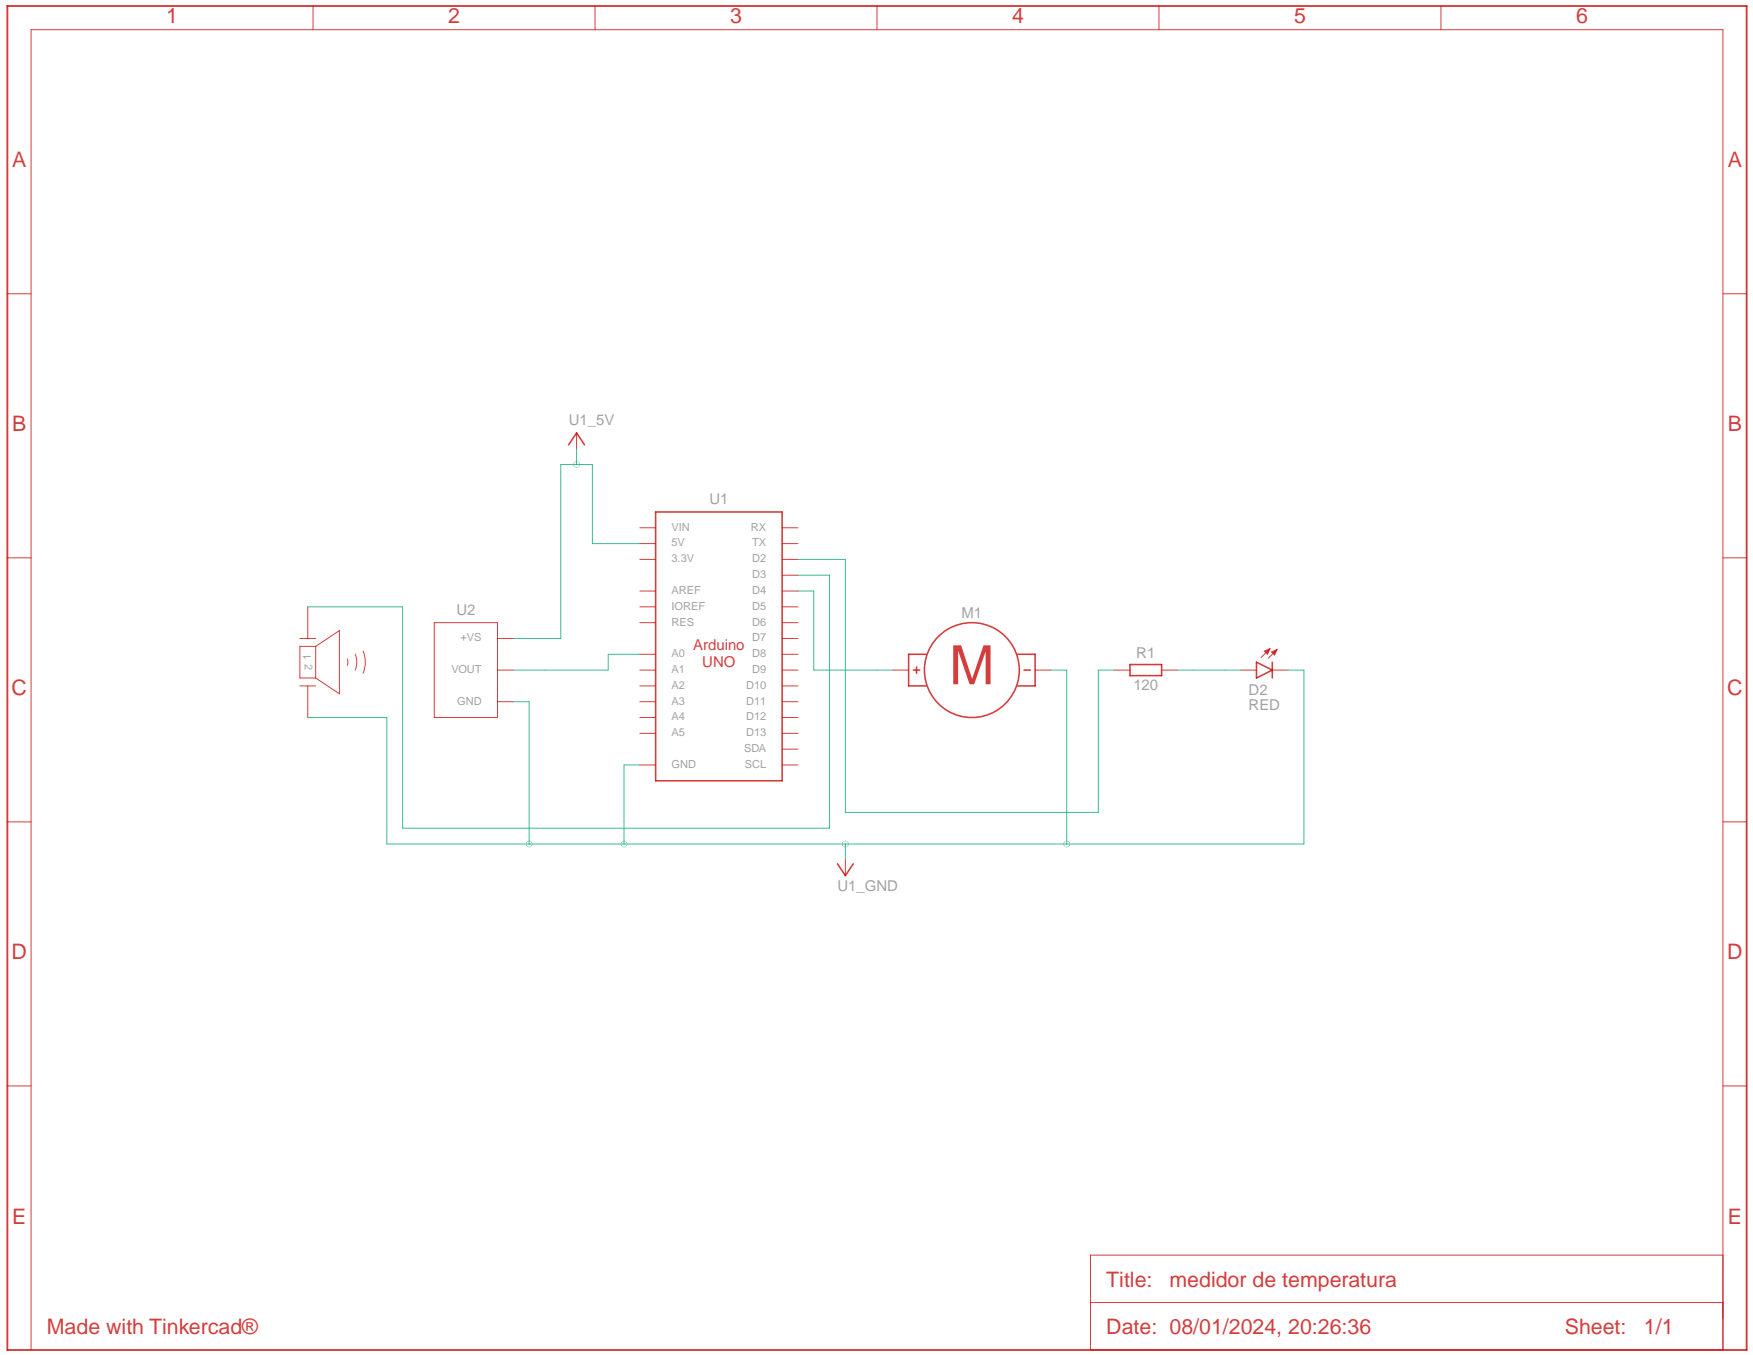 1 2 3 4 5 6
A A
B B
U1_5V
U1
VIN RX
5V TX
3.3V D2
D3
AREF D4
IOREF D5
RES D6
D7
A0 D8
A1 D9
A2 D10
A3 D11
A4 D12
A5 D13
SDA
GND SCL
Arduino
UNO
U2
+VS
VOUT
GND
1 2
M1
+ M -
R1
120
D2
RED
C C
U1_GND
D D
E E
Title: medidor de temperatura
Made with Tinkercad®
Date: 08/01/2024, 20:26:36 Sheet: 1/1